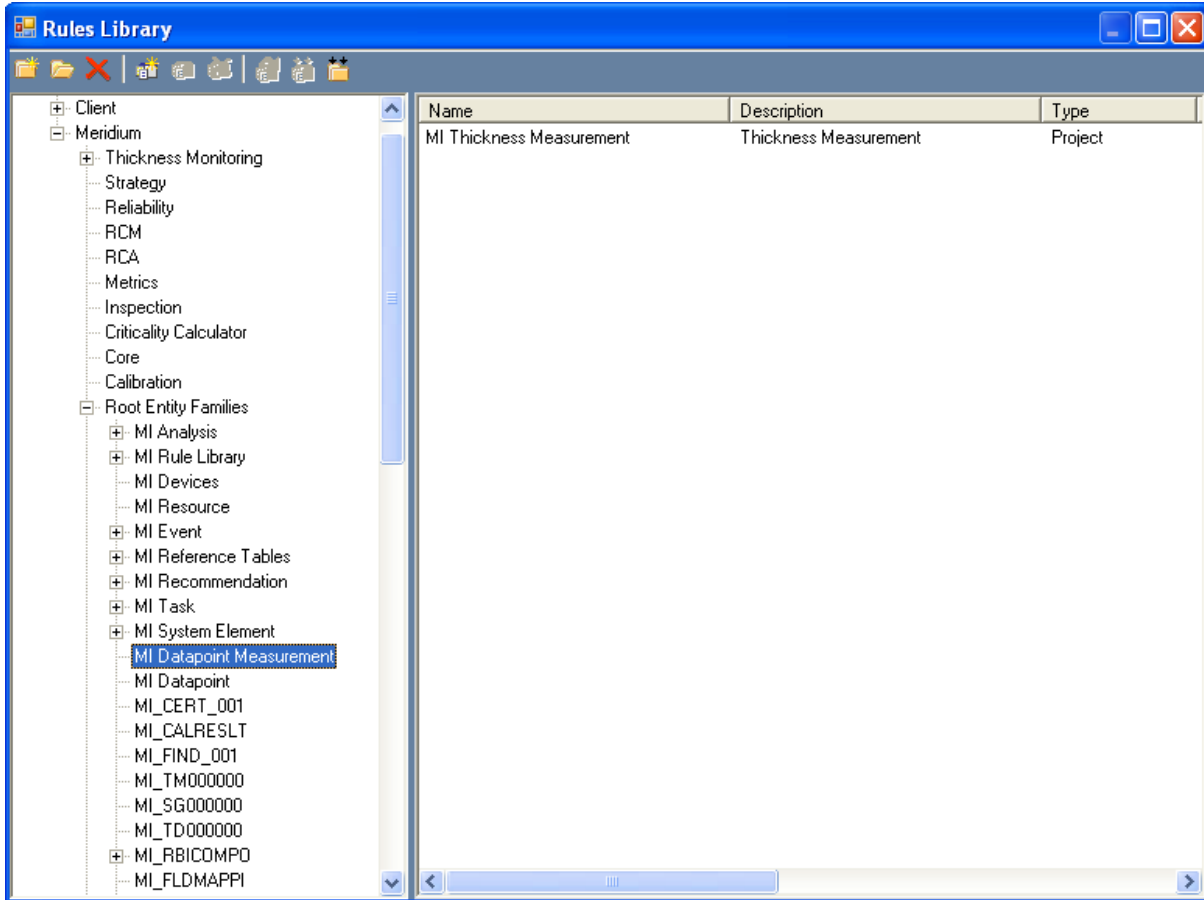 Rules Library
Client
Meridium
Thickness Monitoring
Strategy
Reliability
RCM
RCA
Metrics
Inspection
Criticality Calculator
Core
Calibration
Root Entity Families
MI Analysis
MI Rule Library
MI Devices
MI Resource
MI Event
MI Reference Tables
MI Recommendation
MI Task
MI System Element
MI Datapoint Measurement
MI Datapoint
MI_CERT_001
MI_CALRESLT
MI_FIND_001
MI_TM000000
MI_SG000000
MI_TD000000
MI_RBICOMPO
MI_FLDMAPPI
Name Description Type
MI Thickness Measurement Thickness Measurement Project